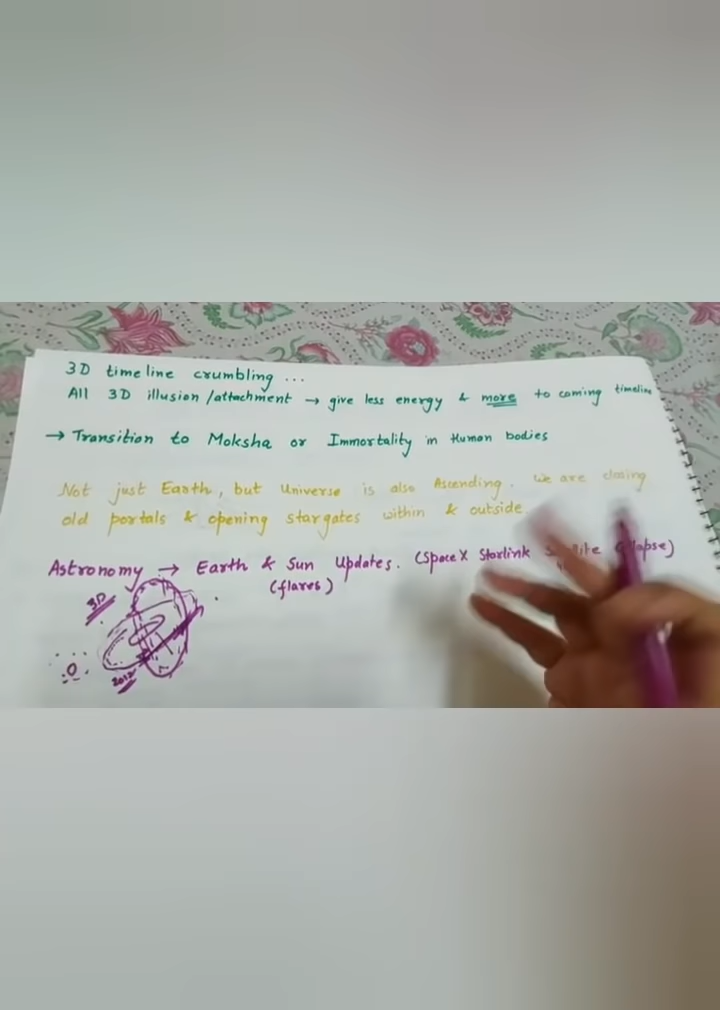 3D timeline crumbling ...
All 3D illusion/attachment → give less energy & more to coming timeline
→ Transition to Moksha or Immortality in Human bodies
Not just Earth, but Universe is also Ascending. We are closing
old portals & opening stargates within & outside.
Astronomy → Earth & Sun Updates. (SpaceX Starlink
(flares)
3D
2012